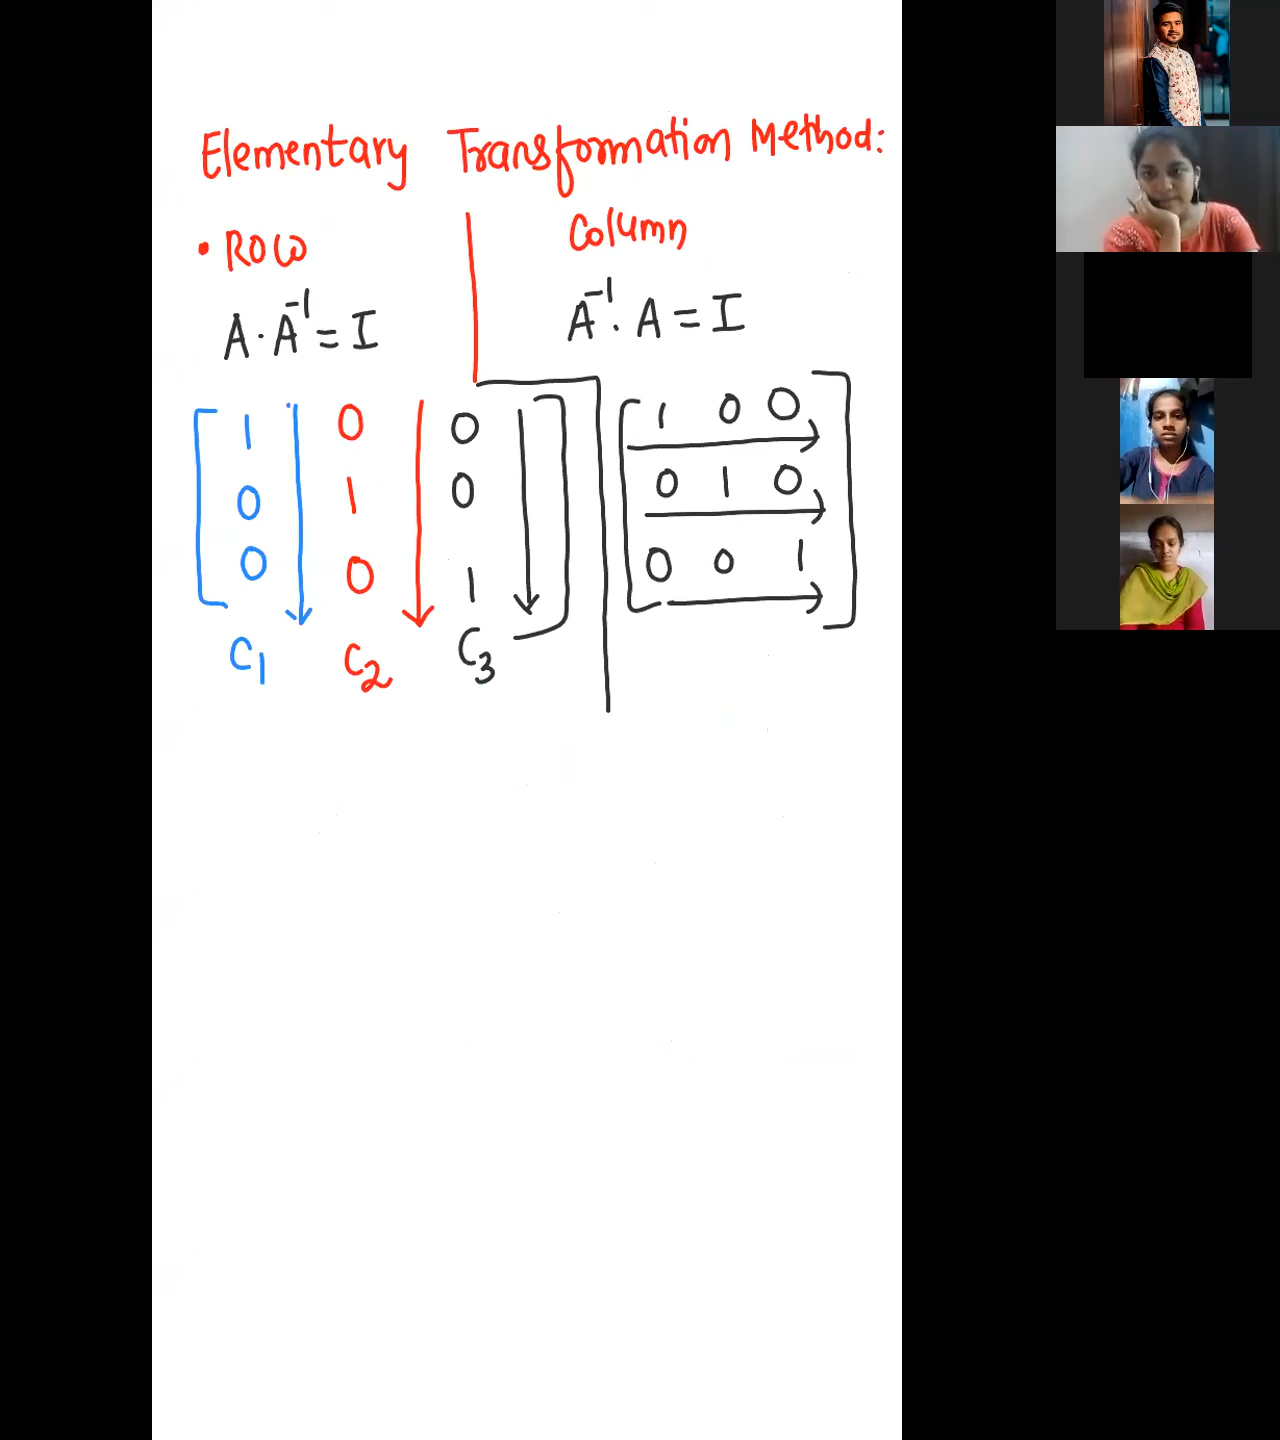 Elementary Transformation Method:
• Row
A · A⁻¹ = I
1 0 0
0 1 0
0 0 1
C1 C2 C3
Column
A⁻¹ · A = I
1 0 0
0 1 0
0 0 1